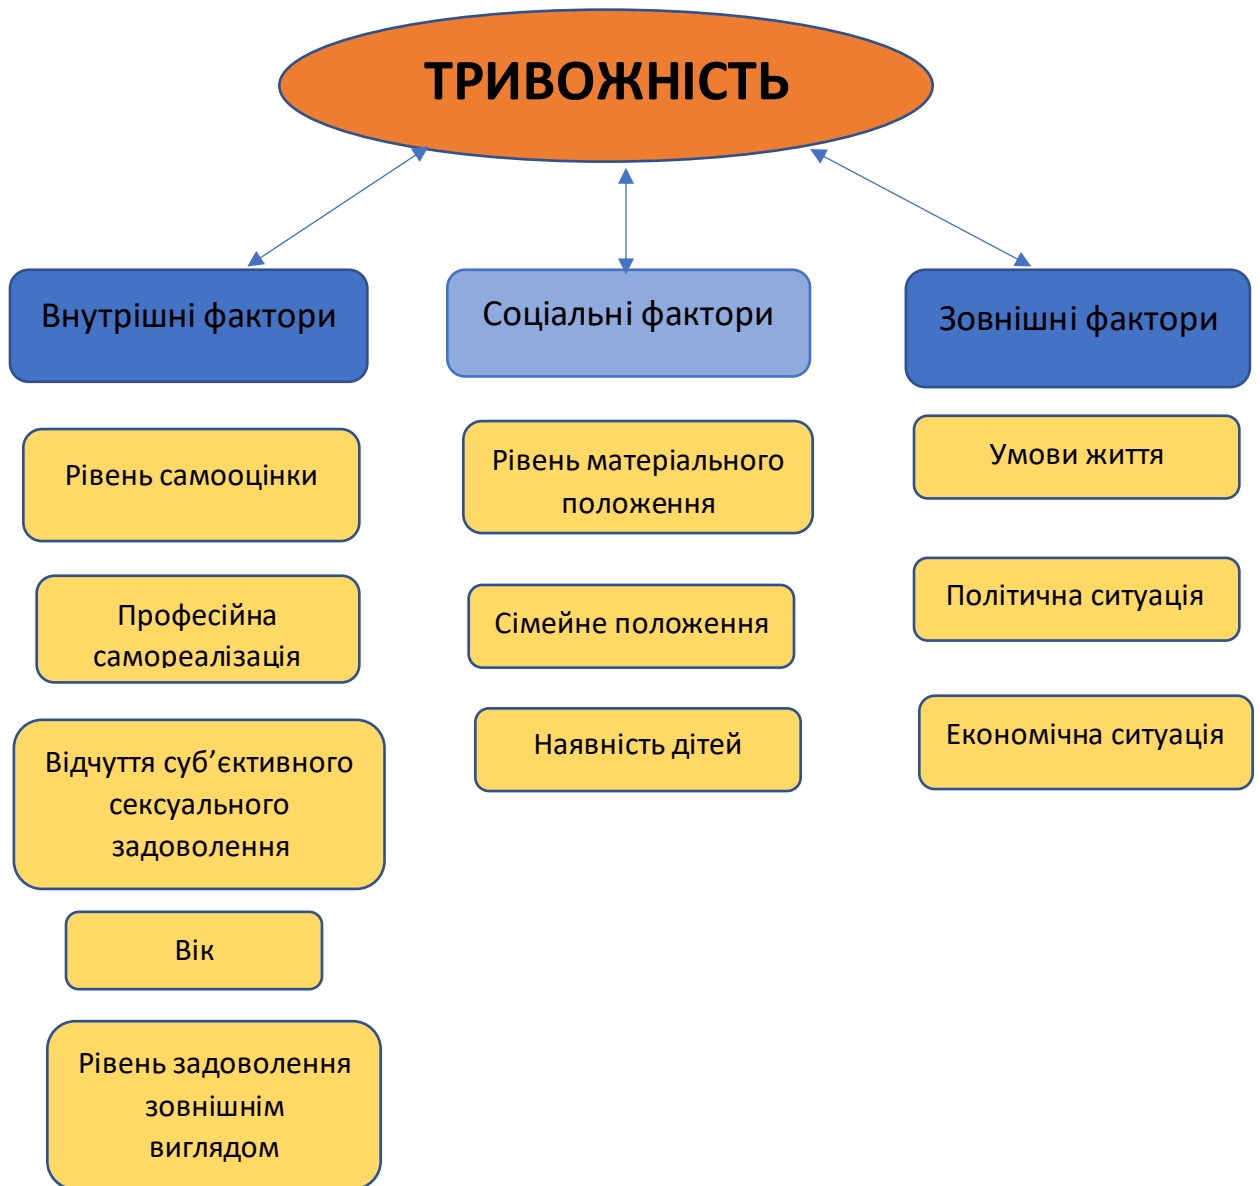 ТРИВОЖНІСТЬ
Внутрішні фактори
Соціальні фактори
Зовнішні фактори
Рівень самооцінки
Професійна
самореалізація
Відчуття суб’єктивного
сексуального
задоволення
Вік
Рівень задоволення
зовнішнім
виглядом
Рівень матеріального
положення
Сімейне положення
Наявність дітей
Умови життя
Політична ситуація
Економічна ситуація